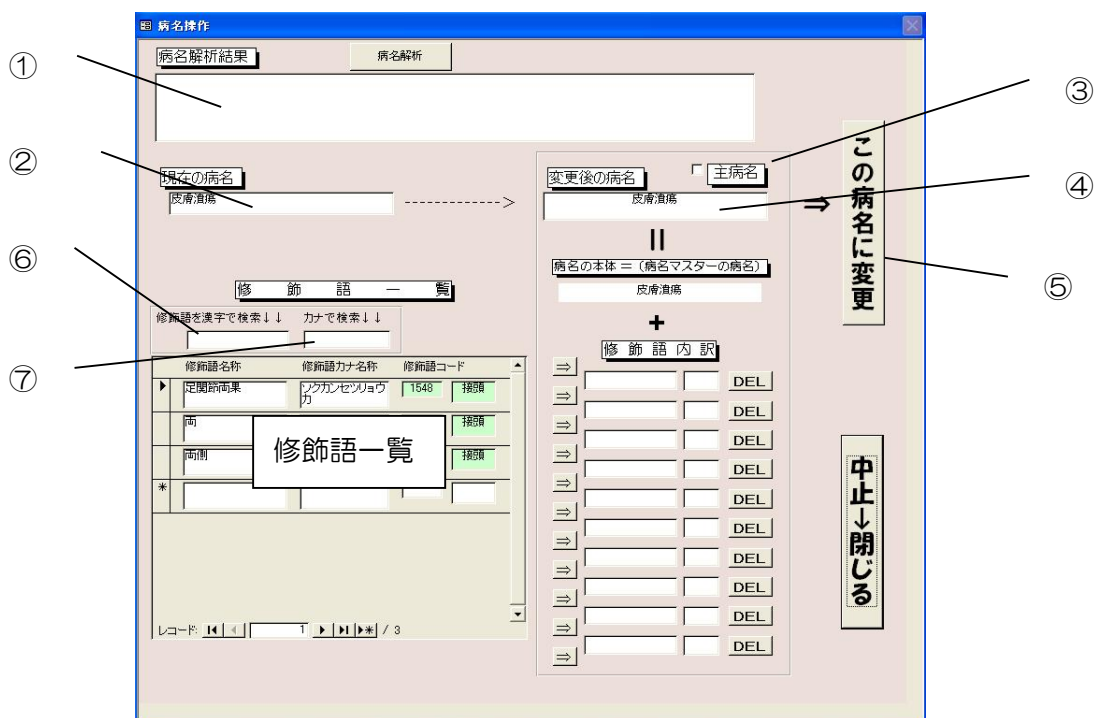 病名操作
病名解析結果 病名解析
①
③
②
現在の病名
変更後の病名 主病名
皮膚潰瘍 ----------> 皮膚潰瘍 ⇒ この病名に変更
④
=
病名の本体 = (病名マスターの病名)
皮膚潰瘍
⑥
⑤
修飾語一覧
+
修飾語を漢字で検索↓↓ カナで検索↓↓
修飾語内訳
⑦
修飾語名称 修飾語カナ名称 修飾語コード
足関節両果 ソクカンセツリョウカ 1548 接頭
両 接頭
両側 接頭
修飾語一覧
*
⇒ DEL
⇒ DEL
⇒ DEL
⇒ DEL
⇒ DEL
⇒ DEL
⇒ DEL
⇒ DEL
⇒ DEL
⇒ DEL
⇒
中止→閉じる
レコード: 1 / 3